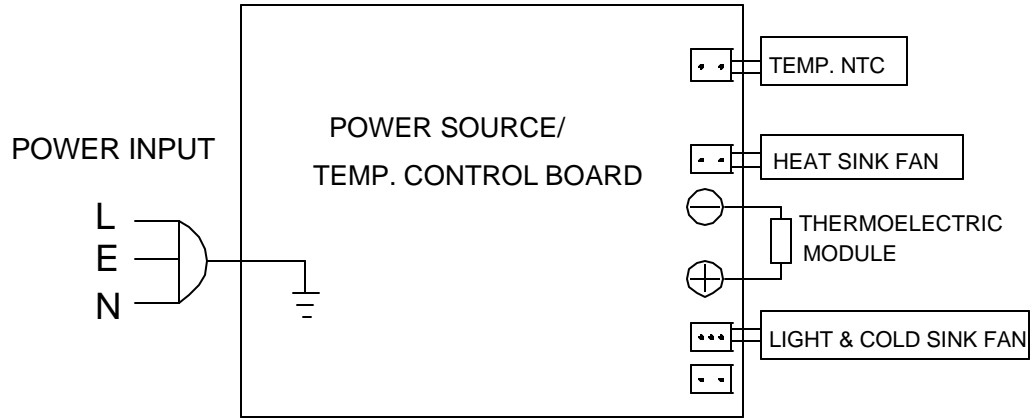 POWER INPUT
L
E
N
POWER SOURCE/
TEMP. CONTROL BOARD
TEMP. NTC
HEAT SINK FAN
THERMOELECTRIC
MODULE
LIGHT & COLD SINK FAN